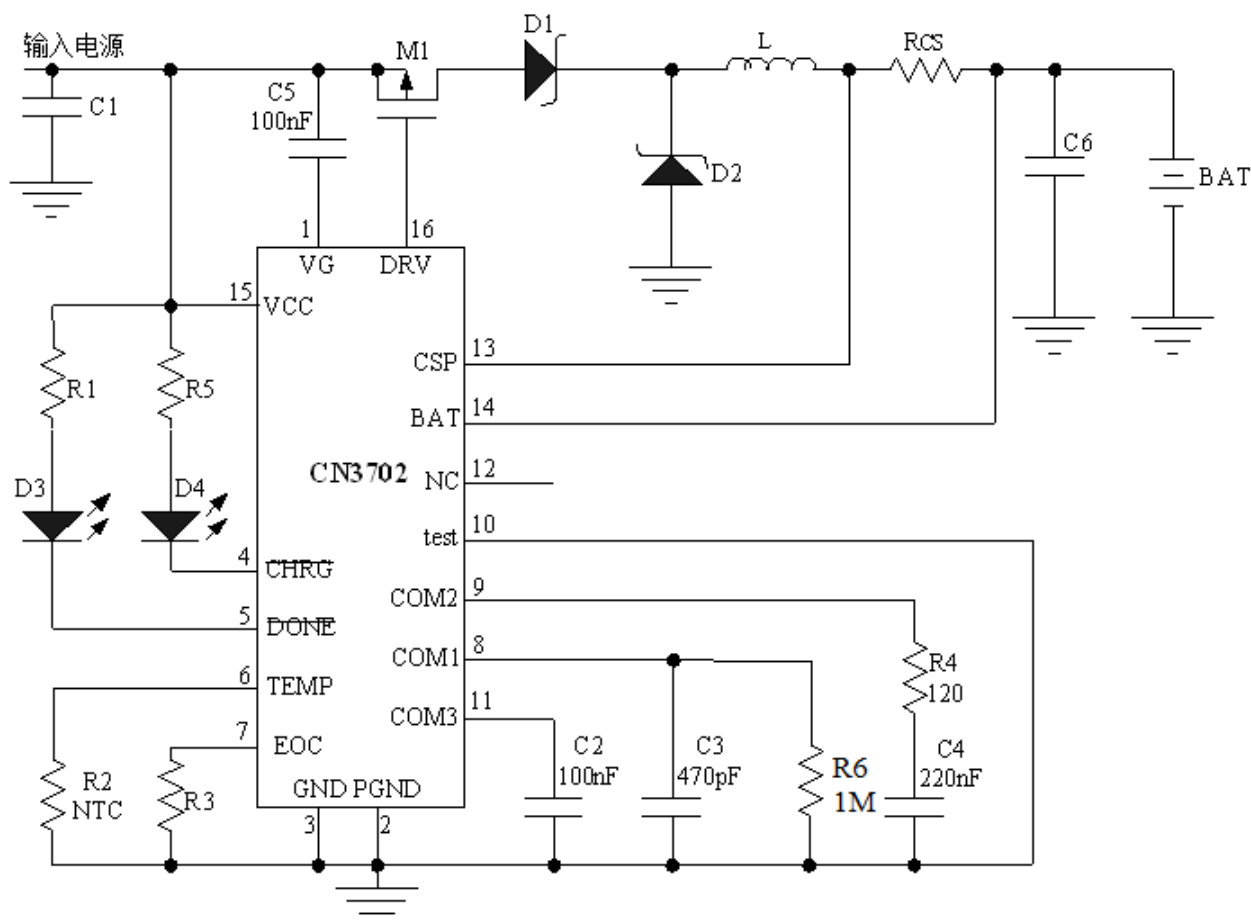 输入电源
C1
C5
100nF
M1
D1
L
RCS
D2
C6
BAT
1
16
VG
DRV
15
VCC
R1
R5
CSP
13
BAT
14
CN3702
NC
12
D3
D4
test
10
4
CHRG
COM2
9
5
DONE
COM1
8
R4
120
6
TEMP
COM3
11
7
EOC
C2
100nF
C3
470pF
R6
1M
C4
220nF
R2
NTC
R3
GND
PGND
3
2